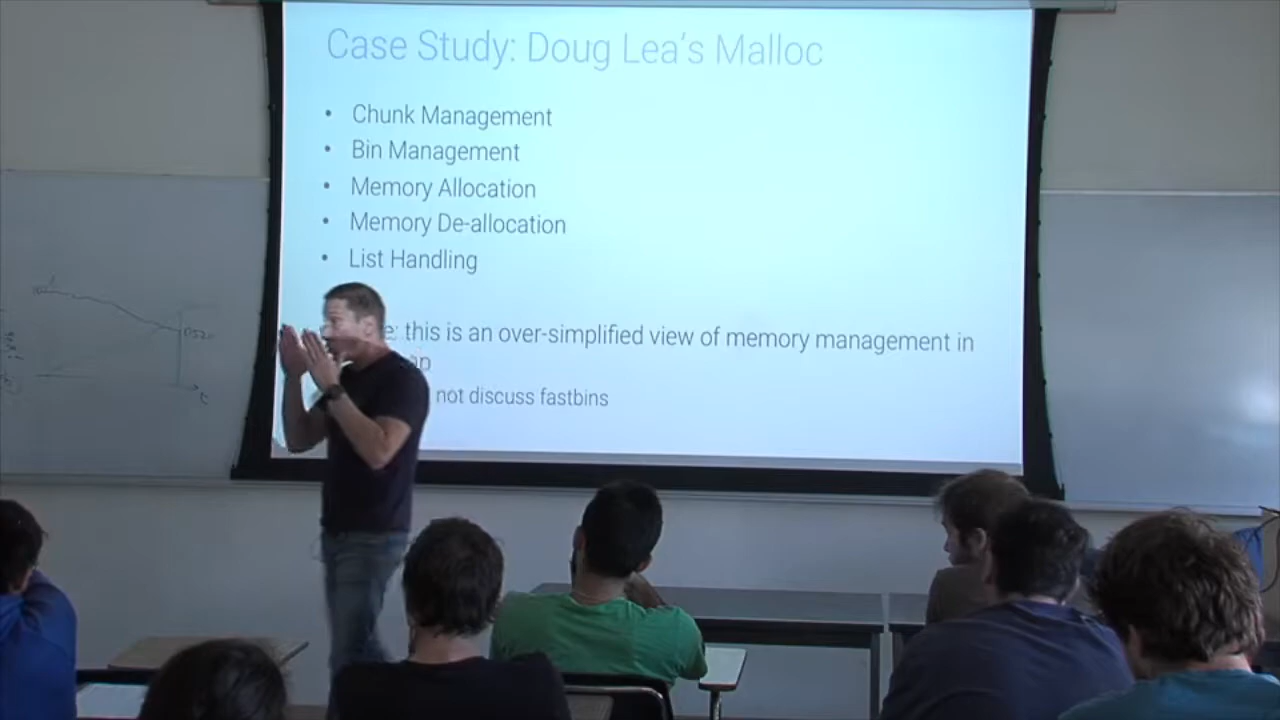 Case Study: Doug Lea's Malloc
• Chunk Management
• Bin Management
• Memory Allocation
• Memory De-allocation
• List Handling
this is an over-simplified view of memory management in
not discuss fastbins